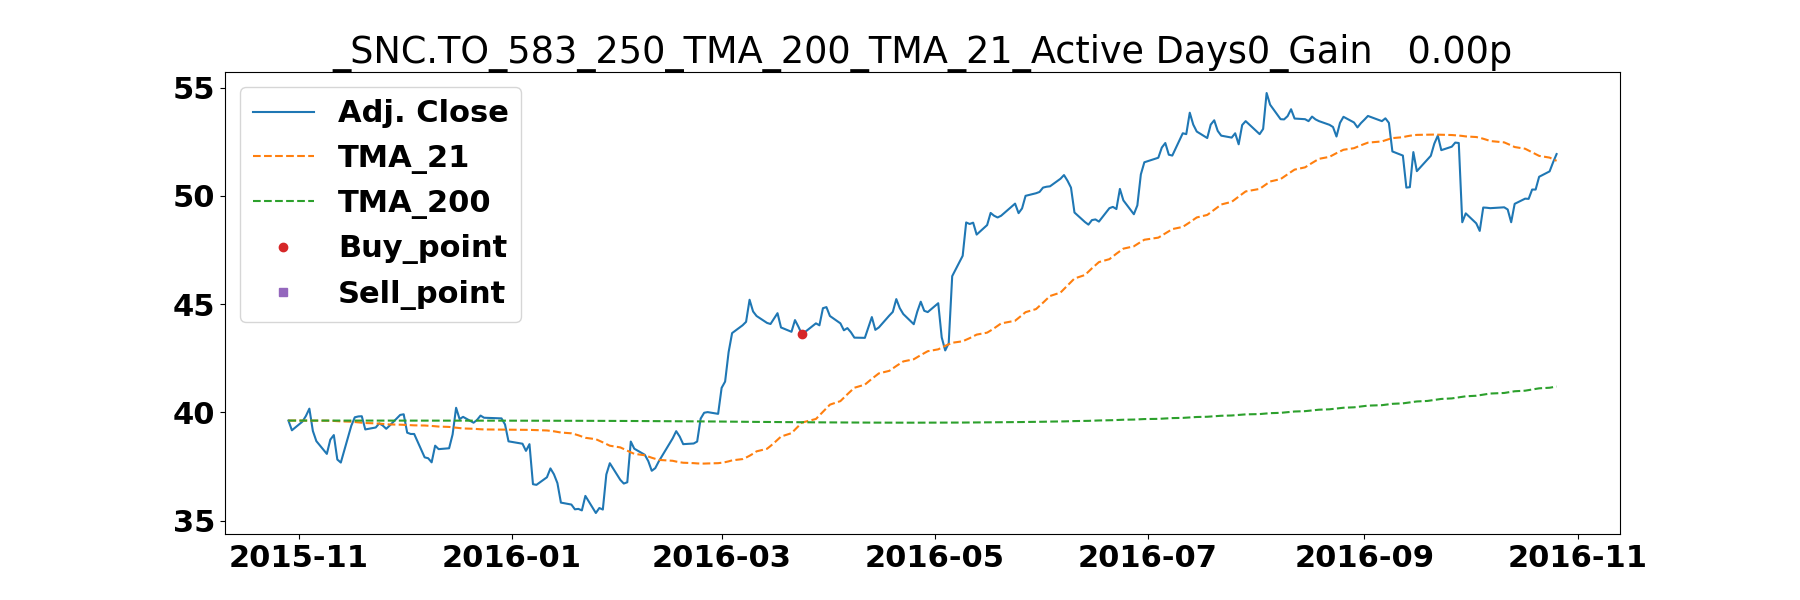 _SNC.TO_583_250_TMA_200_TMA_21_Active Days0_Gain   0.00p
55
50
45
40
35
Adj. Close
TMA_21
TMA_200
Buy_point
Sell_point
2015-11 2016-01 2016-03 2016-05 2016-07 2016-09 2016-11